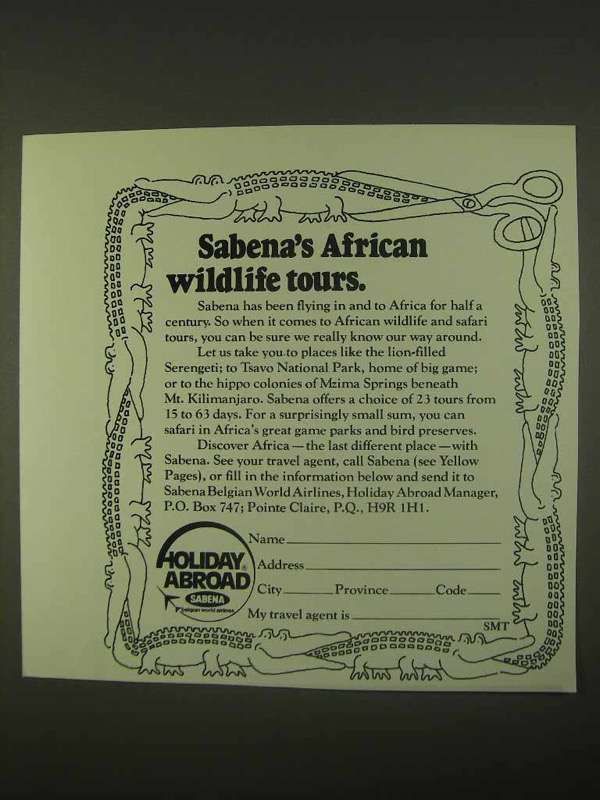 Sabena's African
wildlife tours.
Sabena has been flying in and to Africa for half a
century. So when it comes to African wildlife and safari
tours, you can be sure we really know our way around.
Let us take you to places like the lion-filled
Serengeti; to Tsavo National Park, home of big game;
or to the hippo colonies of Mzima Springs beneath
Mt. Kilimanjaro. Sabena offers a choice of 23 tours from
15 to 63 days. For a surprisingly small sum, you can
safari in Africa's great game parks and bird preserves.
Discover Africa — the last different place — with
Sabena. See your travel agent, call Sabena (see Yellow
Pages), or fill in the information below and send it to
Sabena Belgian World Airlines, Holiday Abroad Manager,
P.O. Box 747; Pointe Claire, P.Q., H9R 1H1.
HOLIDAY®
ABROAD
SABENA
belgian world airlines
Name
Address
City Province Code
My travel agent is
SMT